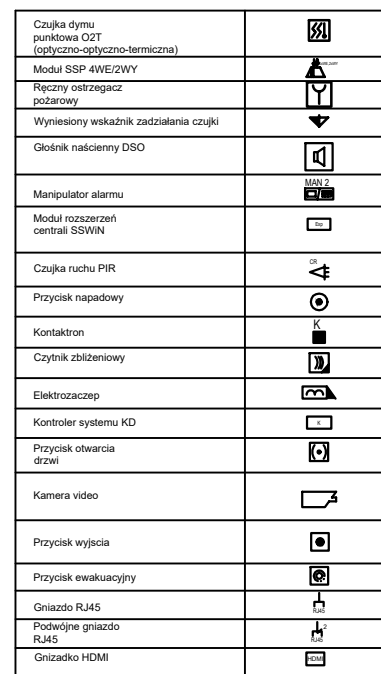 Czujka dymu
punktowa O2T
(optyczno-optyczno-termiczna)
Moduł SSP 4WE/2WY
Ręczny ostrzegacz
pożarowy
Wyniesiony wskaźnik zadziałania czujki
Głośnik naścienny DSO
Manipulator alarmu
MAN 2
Moduł rozszerzeń
centrali SSWiN
Exp
Czujka ruchu PIR
CR
Przycisk napadowy
Kontaktron
K
Czytnik zbliżeniowy
Elektrozaczep
Kontroler systemu KD
K
Przycisk otwarcia
drzwi
Kamera video
Przycisk wyjscia
Przycisk ewakuacyjny
Gniazdo RJ45
RJ45
Podwójne gniazdo
RJ45
2
RJ45
Gnizadko HDMI
HDMI